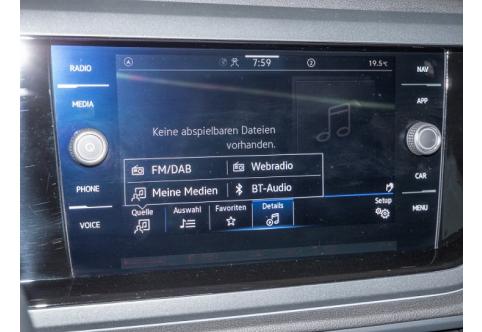 RADIO
7:59
19.5°C
NAV
MEDIA
APP
Keine abspielbaren Dateien
vorhanden.
FM/DAB
Webradio
PHONE
Meine Medien
BT-Audio
CAR
Quelle
Auswahl
Favoriten
Details
Setup
VOICE
MENU